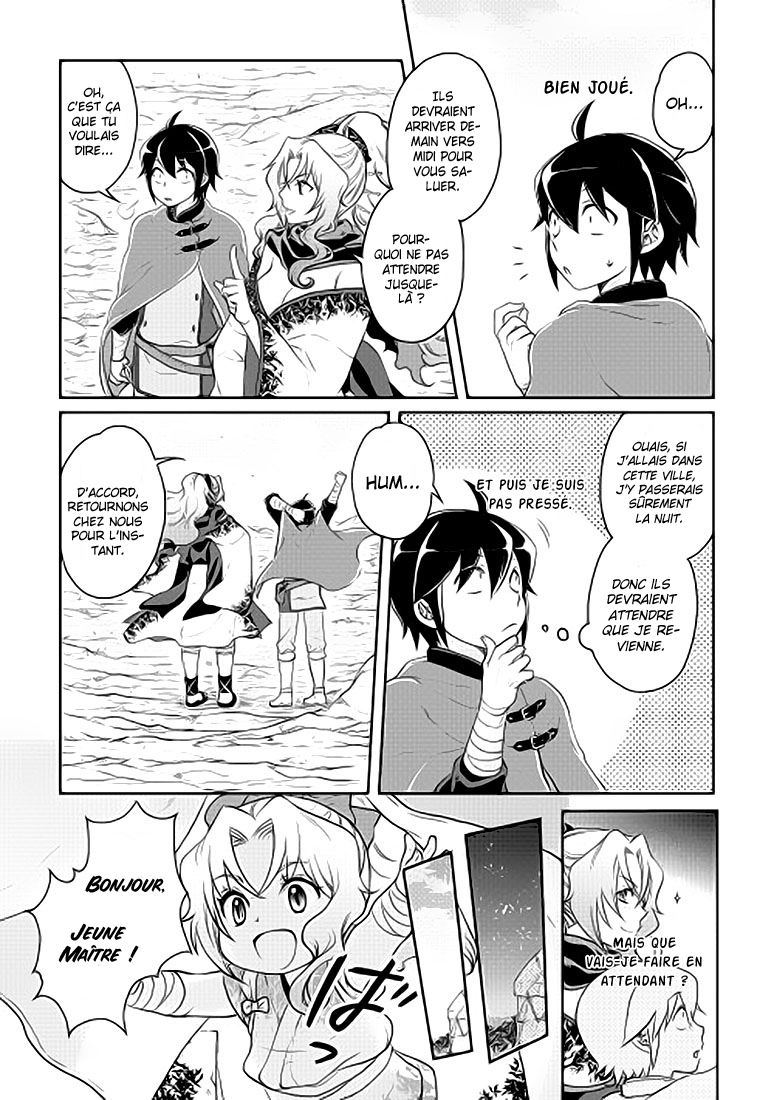 OH...
BIEN JOUÉ.
ILS
DEVRAIENT
ARRIVER DE-
MAIN VERS
MIDI POUR
VOUS SA-
LUER.
POUR-
QUOI NE PAS
ATTENDRE
JUSQUE-
LÀ ?
OH,
C'EST ÇA
QUE TU
VOULAIS
DIRE...
OUAIS, SI
J'ALLAIS DANS
CETTE VILLE,
J'Y PASSERAIS
SÛREMENT
LA NUIT.
DONC ILS
DEVRAIENT
ATTENDRE
QUE JE RE-
VIENNE.
ET PUIS JE SUIS
PAS PRESSÉ.
HUM...
D'ACCORD,
RETOURNONS
CHEZ NOUS
POUR L'INS-
TANT.
MAIS QUE
VAIS-JE FAIRE EN
ATTENDANT ?
BONJOUR,
JEUNE
MAÎTRE !
ばっ